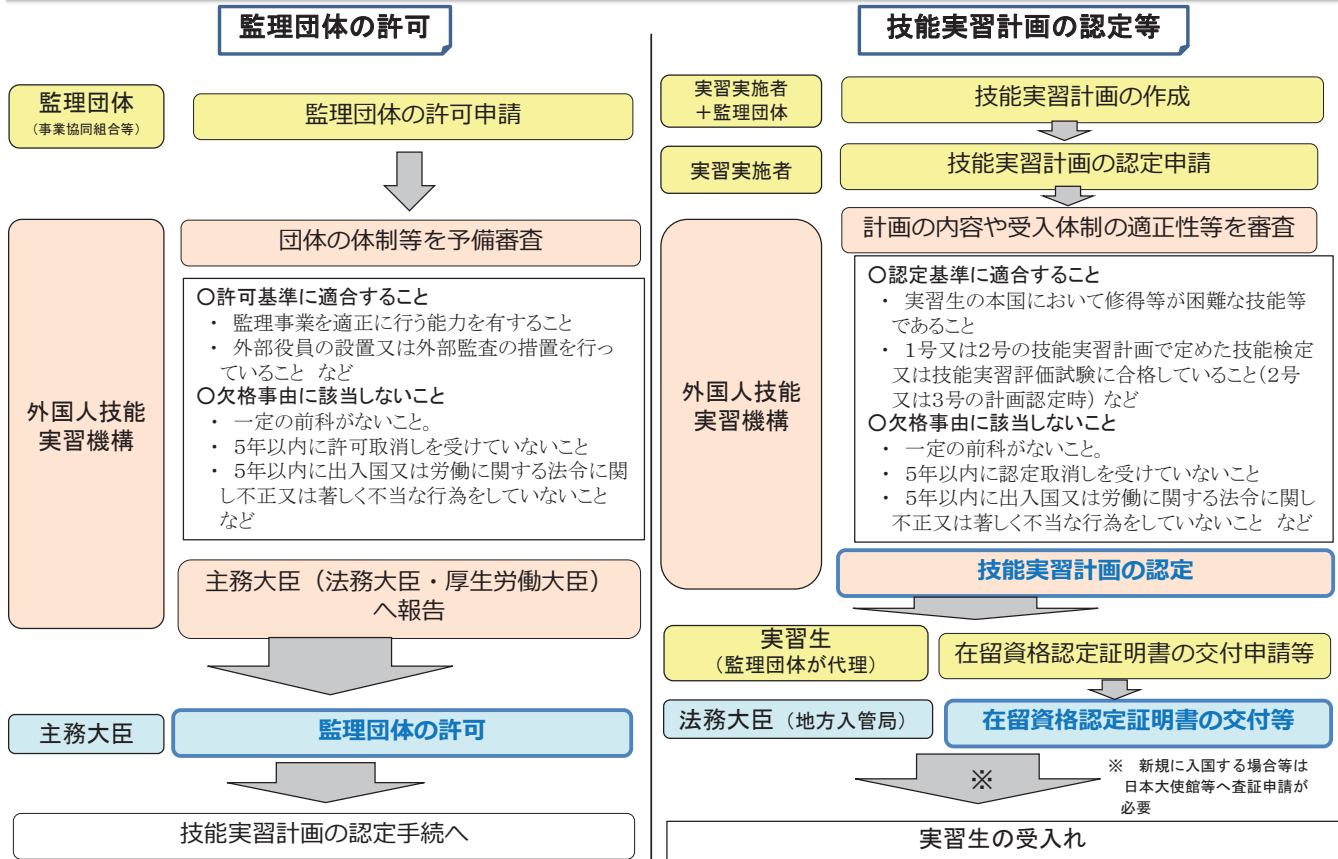 監理団体の許可
監理団体
（事業協同組合等）
監理団体の許可申請
外国人技能
実習機構
団体の体制等を予備審査
○許可基準に適合すること
・ 監理事業を適正に行う能力を有すること
・ 外部役員の設置又は外部監査の措置を行っ
ていること など
○欠格事由に該当しないこと
・ 一定の前科がないこと。
・ 5年以内に許可取消しを受けていないこと
・ 5年以内に出入国又は労働に関する法令に関
し不正又は著しく不当な行為をしていないこと
など
主務大臣（法務大臣・厚生労働大臣）
へ報告
主務大臣
監理団体の許可
技能実習計画の認定手続へ
技能実習計画の認定等
実習実施者
＋監理団体
技能実習計画の作成
実習実施者
技能実習計画の認定申請
外国人技能
実習機構
計画の内容や受入体制の適正性等を審査
○認定基準に適合すること
・ 実習生の本国において修得等が困難な技能等
であること
・ 1号又は2号の技能実習計画で定めた技能検定
又は技能実習評価試験に合格していること（2号
又は3号の計画認定時） など
○欠格事由に該当しないこと
・ 一定の前科がないこと。
・ 5年以内に認定取消しを受けていないこと
・ 5年以内に出入国又は労働に関する法令に関し
不正又は著しく不当な行為をしていないこと など
技能実習計画の認定
実習生
（監理団体が代理）
在留資格認定証明書の交付申請等
法務大臣（地方入管局）
在留資格認定証明書の交付等
※
※ 新規に入国する場合等は
日本大使館等へ査証申請が
必要
実習生の受入れ